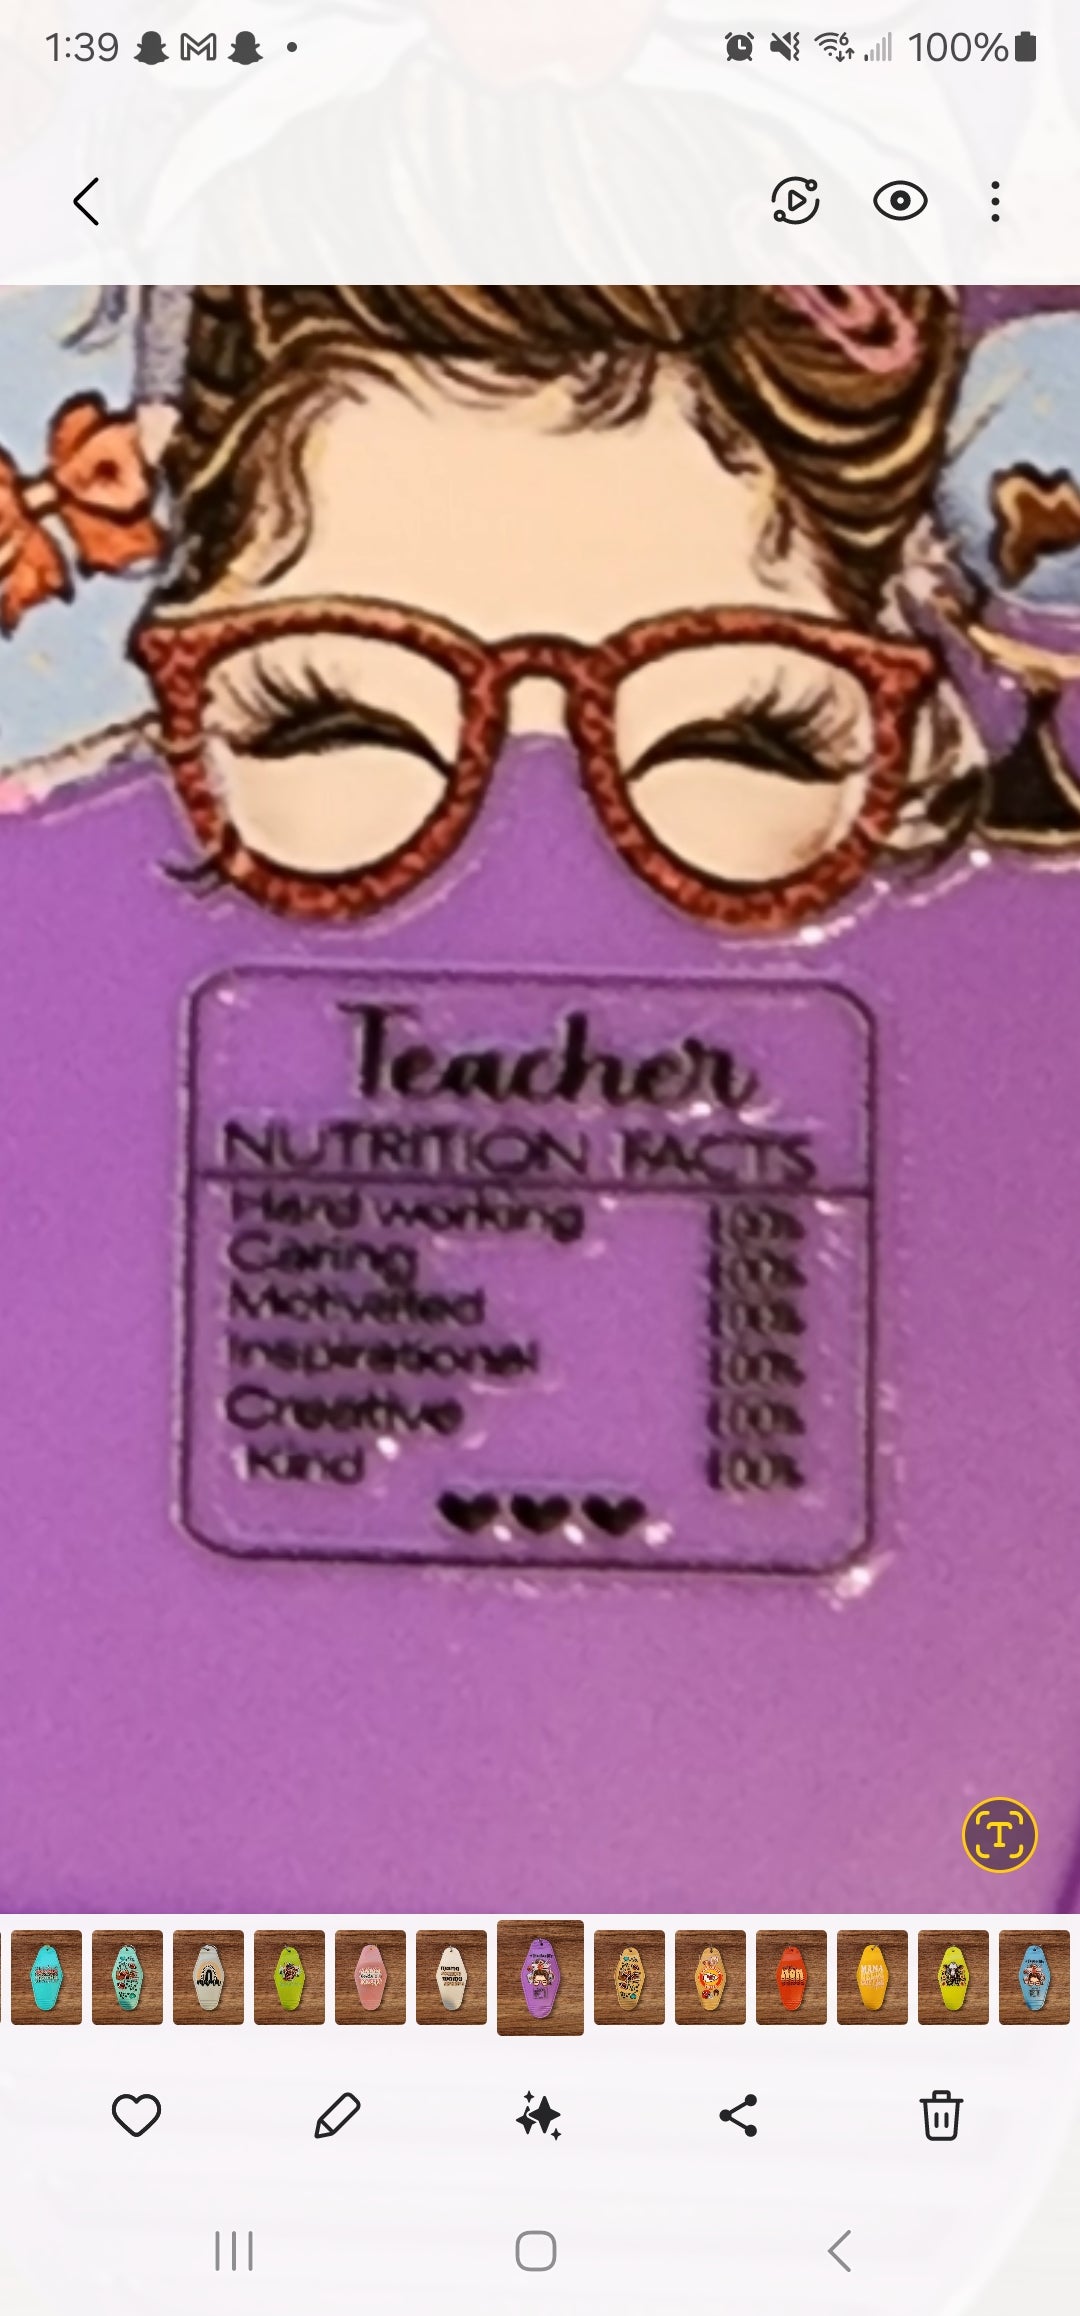 1:39
100%
Teacher
NUTRITION FACTS
Hard working 100%
Caring 100%
Motivated 100%
Inspirational 100%
Creative 100%
Kind 100%
T